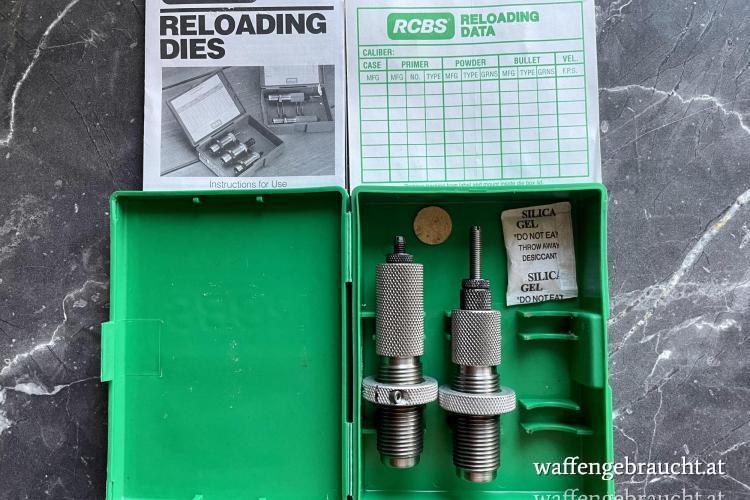 RELOADING
DIES
Instructions for Use
RCBS RELOADING
DATA
CALIBER:
CASE PRIMER POWDER BULLET VEL.
MFG MFG NO. TYPE MFG TYPE GRNS MFG TYPE GRNS F.P.S.
SILICA
GEL
"DO NOT EAT
THROW AWAY
DESICCANT
SILICA
GEL
"DO NOT EAT
waffengebraucht.at
waffengebraucht.at